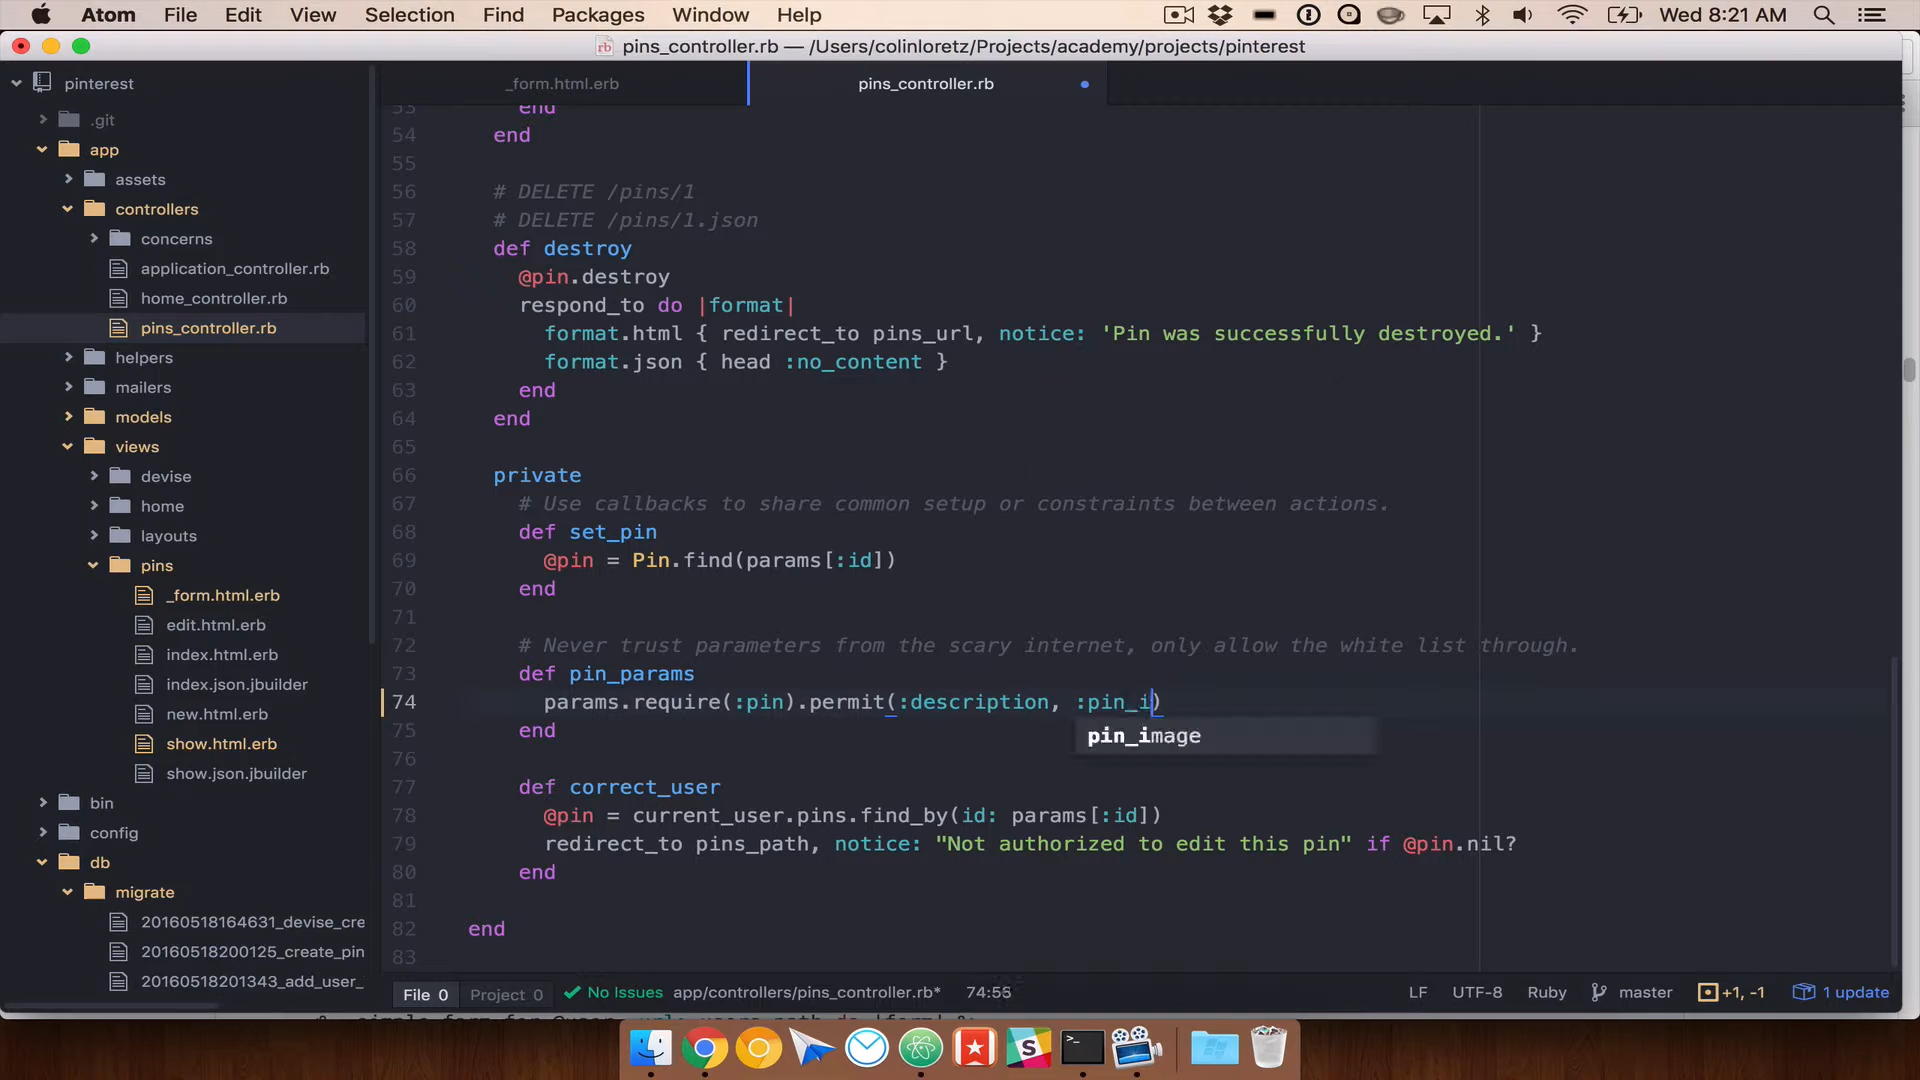 Atom File Edit View Selection Find Packages Window Help Wed 8:21 AM
pins_controller.rb — /Users/colinloretz/Projects/academy/projects/pinterest
pinterest
.git
app
assets
controllers
concerns
application_controller.rb
home_controller.rb
pins_controller.rb
helpers
mailers
models
views
devise
home
layouts
pins
_form.html.erb
edit.html.erb
index.html.erb
index.json.jbuilder
new.html.erb
show.html.erb
show.json.jbuilder
bin
config
db
migrate
20160518164631_devise_cre
20160518200125_create_pin
20160518201343_add_user_
_form.html.erb pins_controller.rb
53 end
54 end
55
56 # DELETE /pins/1
57 # DELETE /pins/1.json
58 def destroy
59 @pin.destroy
60 respond_to do |format|
61 format.html { redirect_to pins_url, notice: 'Pin was successfully destroyed.' }
62 format.json { head :no_content }
63 end
64 end
65
66 private
67 # Use callbacks to share common setup or constraints between actions.
68 def set_pin
69 @pin = Pin.find(params[:id])
70 end
71
72 # Never trust parameters from the scary internet, only allow the white list through.
73 def pin_params
74 params.require(:pin).permit(:description, :pin_i)
pin_image
75 end
76
77 def correct_user
78 @pin = current_user.pins.find_by(id: params[:id])
79 redirect_to pins_path, notice: "Not authorized to edit this pin" if @pin.nil?
80 end
81
82 end
83
File 0 Project 0 No Issues app/controllers/pins_controller.rb* 74:56 LF UTF-8 Ruby master +1, -1 1 update